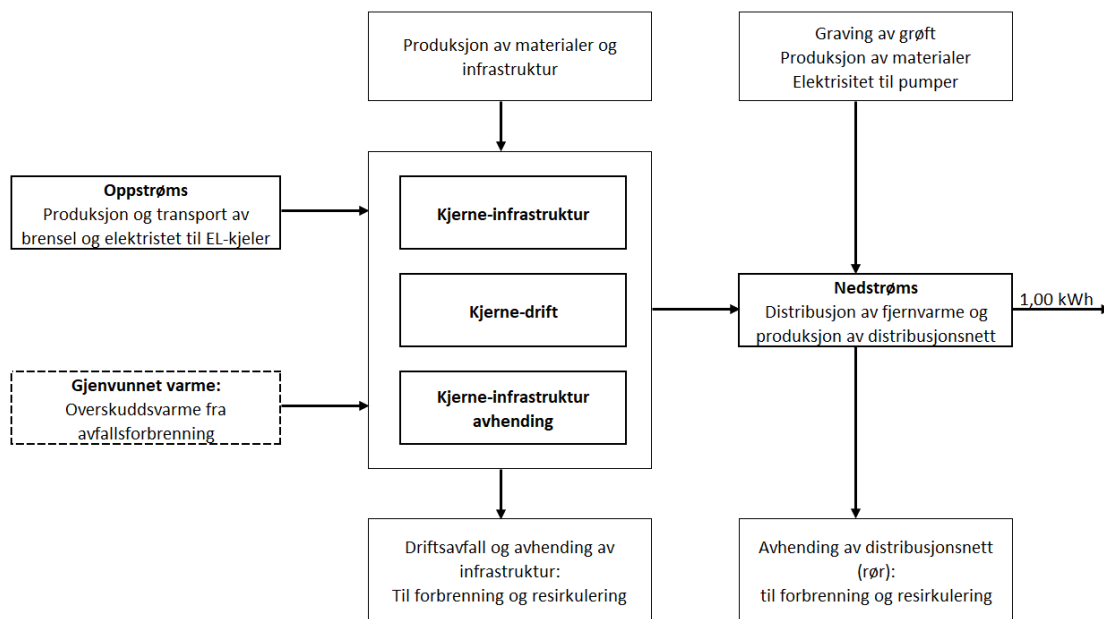 Produksjon av materialer og
infrastruktur
Graving av grøft
Produksjon av materialer
Elektrisitet til pumper
Oppstrøms
Produksjon og transport av
brensel og elektristet til EL-kjeler
Kjerne-infrastruktur
Kjerne-drift
Nedstrøms
Distribusjon av fjernvarme og
produksjon av distribusjonsnett
1,00 kWh
Gjenvunnet varme:
Overskuddsvarme fra
avfallsforbrenning
Kjerne-infrastruktur
avhending
Driftsavfall og avhending av
infrastruktur:
Til forbrenning og resirkulering
Avhending av distribusjonsnett
(rør):
til forbrenning og resirkulering